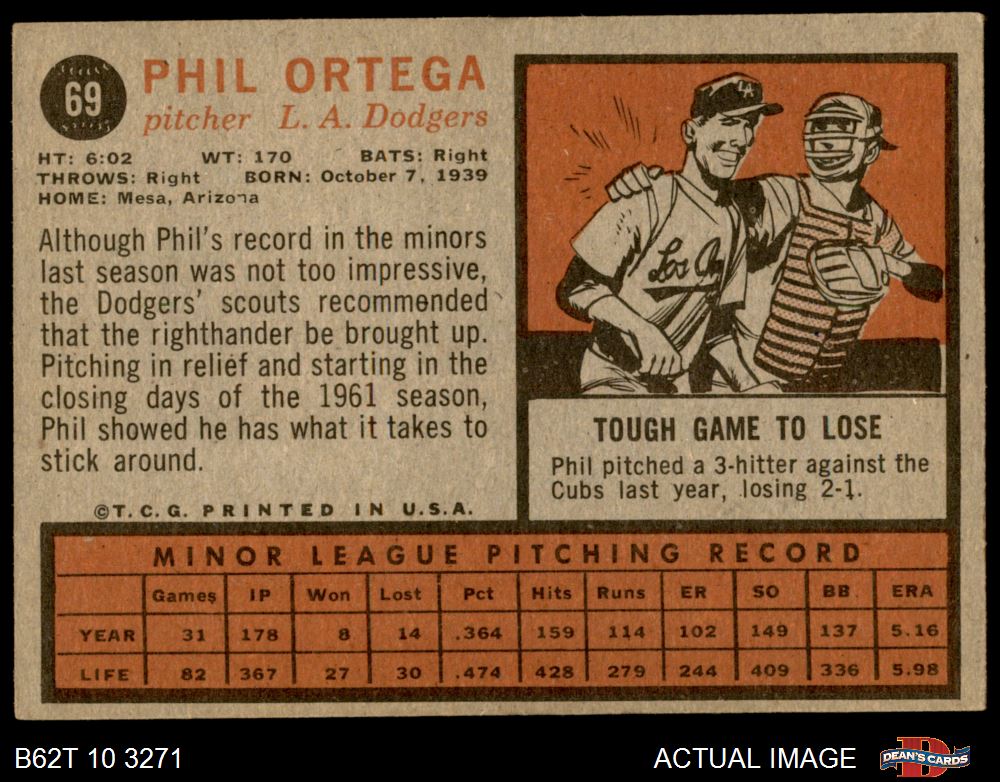 69
PHIL ORTEGA
pitcher L. A. Dodgers
HT: 6:02 WT: 170 BATS: Right
THROWS: Right BORN: October 7, 1939
HOME: Mesa, Arizona
Although Phil's record in the minors
last season was not too impressive,
the Dodgers' scouts recommended
that the righthander be brought up.
Pitching in relief and starting in the
closing days of the 1961 season,
Phil showed he has what it takes to
stick around.
©T. C. G. PRINTED IN U.S.A.
LA
Los An
TOUGH GAME TO LOSE
Phil pitched a 3-hitter against the
Cubs last year, losing 2-1.
MINOR LEAGUE PITCHING RECORD
Games IP Won Lost Pct Hits Runs ER SO BB ERA
YEAR 31 178 8 14 .364 159 114 102 149 137 5.16
LIFE 82 367 27 30 .474 428 279 244 409 336 5.98
B62T 10 3271
ACTUAL IMAGE
DEAN'S CARDS